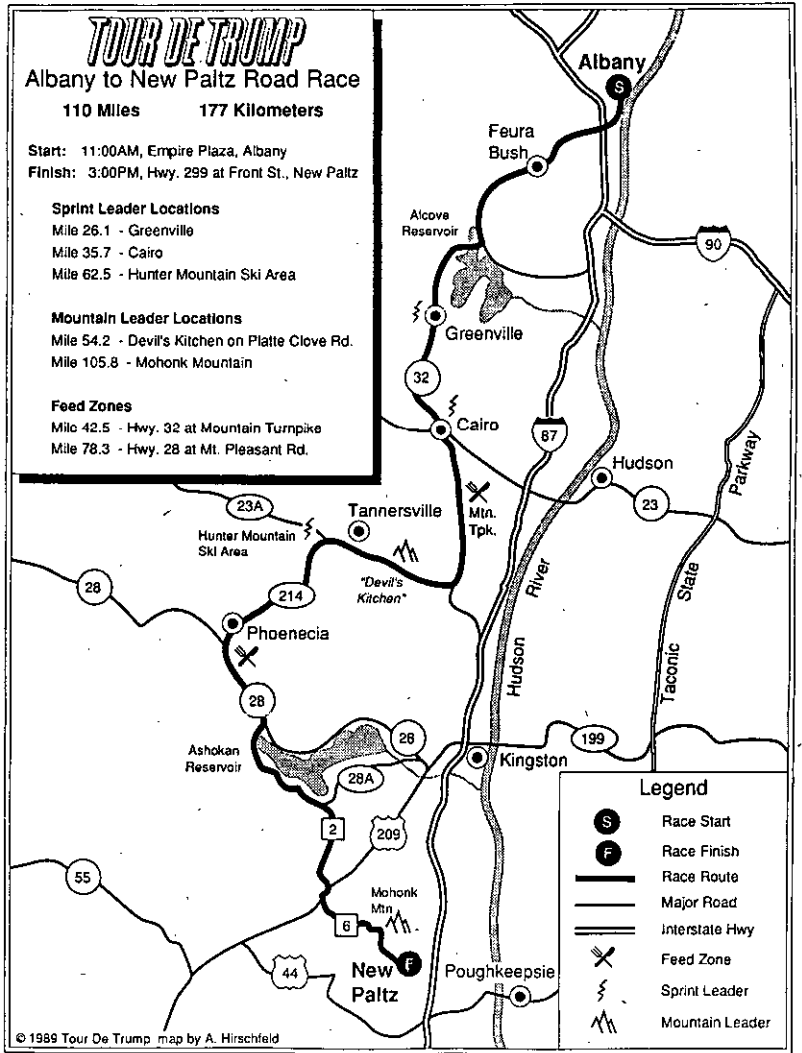 TOUR DE TRUMP
Albany to New Paltz Road Race
110 Miles 177 Kilometers
Start: 11:00AM, Empire Plaza, Albany
Finish: 3:00PM, Hwy. 299 at Front St., New Paltz
Sprint Leader Locations
Mile 26.1 - Greenville
Mile 35.7 - Cairo
Mile 62.5 - Hunter Mountain Ski Area
Mountain Leader Locations
Mile 54.2 - Devil's Kitchen on Platte Clove Rd.
Mile 105.8 - Mohonk Mountain
Feed Zones
Mile 42.5 - Hwy. 32 at Mountain Turnpike
Mile 78.3 - Hwy. 28 at Mt. Pleasant Rd.
Albany
S
Feura
Bush
Alcove
Reservoir
90
Greenville
32
Cairo
87
Hudson
23
Parkway
State
Taconic
Mtn.
Tpk.
23A
Tannersville
Hunter Mountain
Ski Area
"Devil's
Kitchen"
River
Hudson
28
214
Phoenecia
28
Ashokan
Reservoir
28
28A
199
Kingston
2
209
55
Mohonk
Mtn
6
44
New
Paltz
F
Poughkeepsie
Legend
S Race Start
F Race Finish
Race Route
Major Road
Interstate Hwy
Feed Zone
Sprint Leader
Mountain Leader
© 1989 Tour De Trump map by A. Hirschfeld